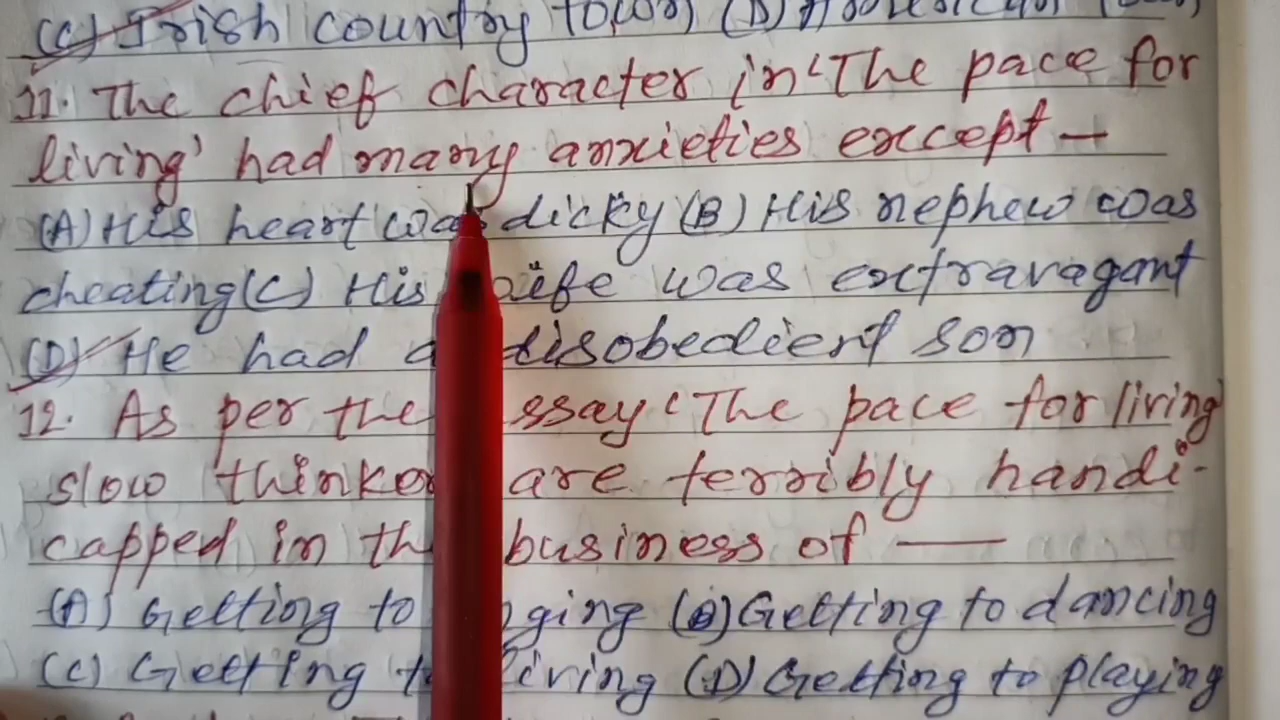 (C) Irish country town (D)
11. The chief character in 'The pace for
living' had many anxieties except —
(A) His heart was dicky (B) His nephew was
cheating (C) His wife was extravagant
(D) He had a disobedient son
12. As per the essay 'The pace for living
slow thinker are terribly handi-
capped in the business of —
(A) Getting to (B) Getting to dancing
(C) Getting to living (D) Getting to playing